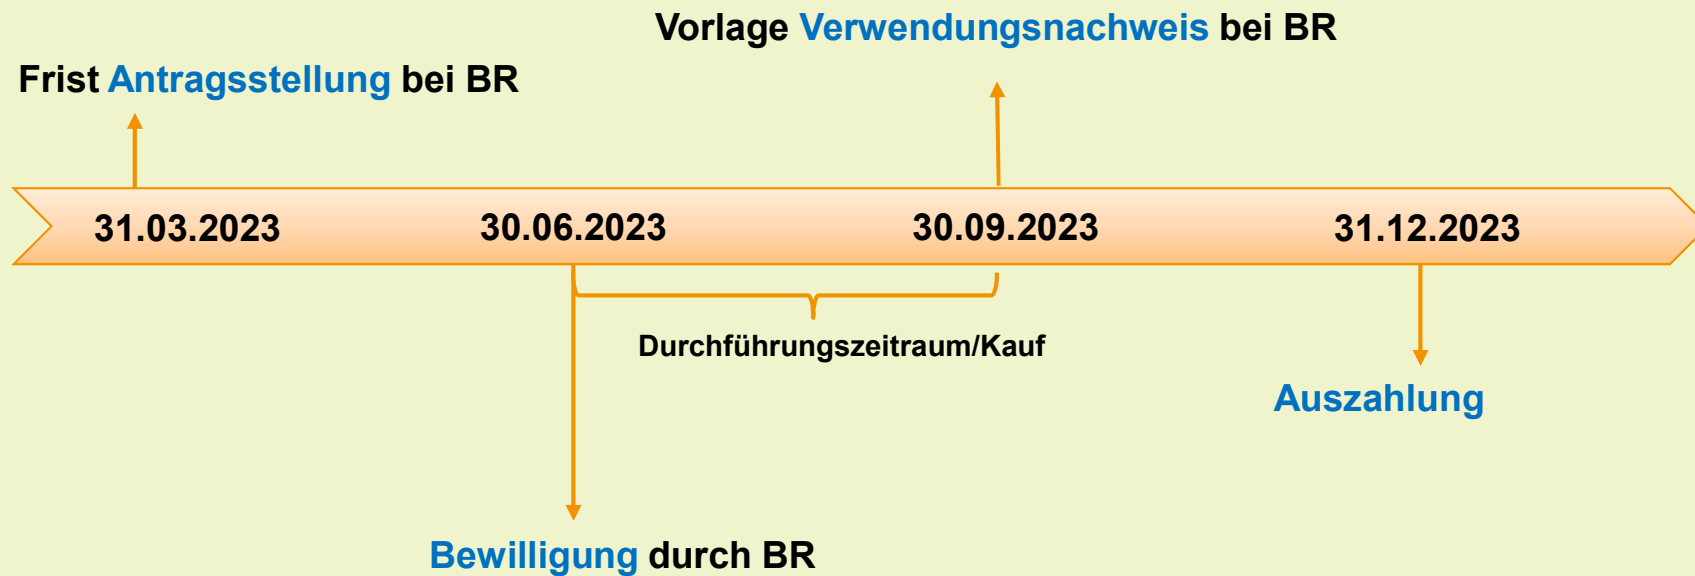 Vorlage Verwendungsnachweis bei BR
Frist Antragsstellung bei BR
31.03.2023
30.06.2023
30.09.2023
31.12.2023
Durchführungszeitraum/Kauf
Auszahlung
Bewilligung durch BR